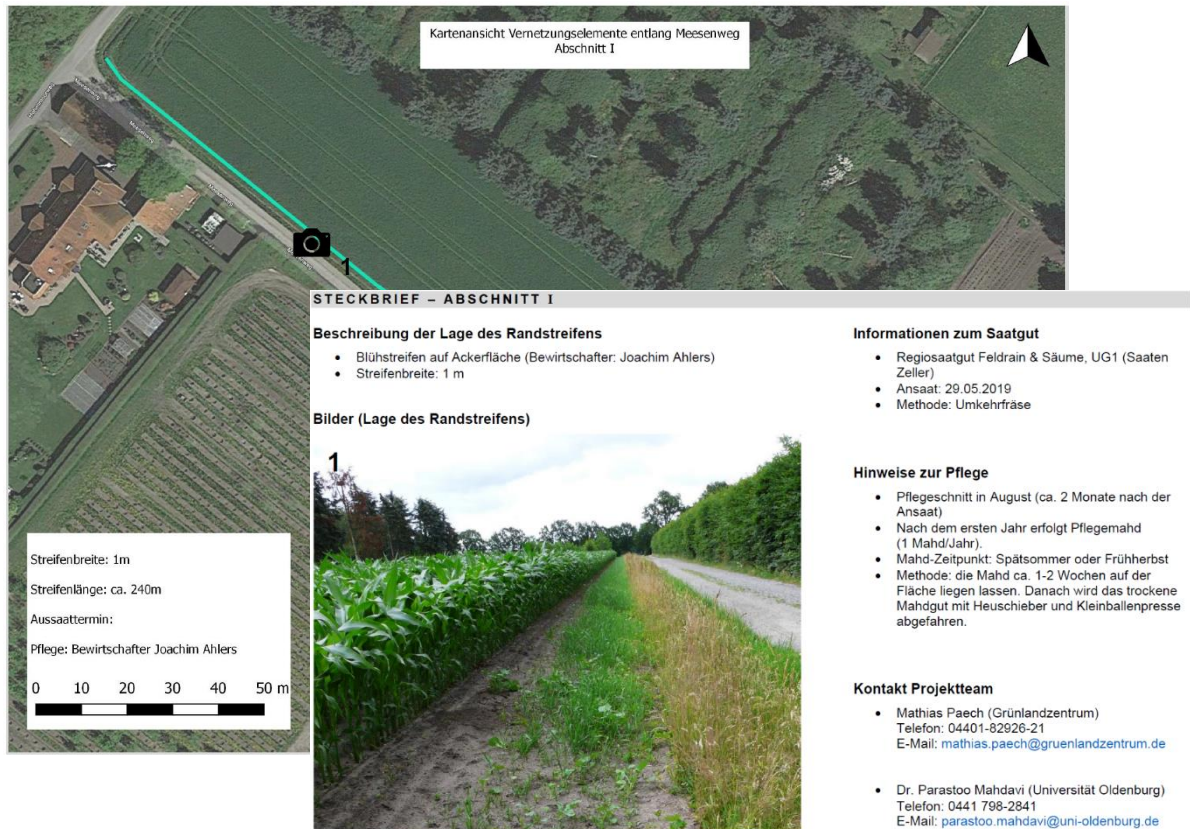 Kartenansicht Vernetzungselemente entlang Meesenweg
Abschnitt I
1
Streifenbreite: 1m
Streifenlänge: ca. 240m
Aussaattermin:
Pflege: Bewirtschafter Joachim Ahlers
0 10 20 30 40 50 m
STECKBRIEF – ABSCHNITT I
Beschreibung der Lage des Randstreifens
• Blühstreifen auf Ackerfläche (Bewirtschafter: Joachim Ahlers)
• Streifenbreite: 1 m
Bilder (Lage des Randstreifens)
1
Informationen zum Saatgut
• Regiosaatgut Feldrain & Säume, UG1 (Saaten
Zeller)
• Ansaat: 29.05.2019
• Methode: Umkehrfräse
Hinweise zur Pflege
• Pflegeschnitt in August (ca. 2 Monate nach der
Ansaat)
• Nach dem ersten Jahr erfolgt Pflegemahd
(1 Mahd/Jahr).
• Mahd-Zeitpunkt: Spätsommer oder Frühherbst
• Methode: die Mahd ca. 1-2 Wochen auf der
Fläche liegen lassen. Danach wird das trockene
Mahdgut mit Heuschieber und Kleinballenpresse
abgefahren.
Kontakt Projektteam
• Mathias Paech (Grünlandzentrum)
Telefon: 04401-82926-21
E-Mail: mathias.paech@gruenlandzentrum.de
• Dr. Parastoo Mahdavi (Universität Oldenburg)
Telefon: 0441 798-2841
E-Mail: parastoo.mahdavi@uni-oldenburg.de